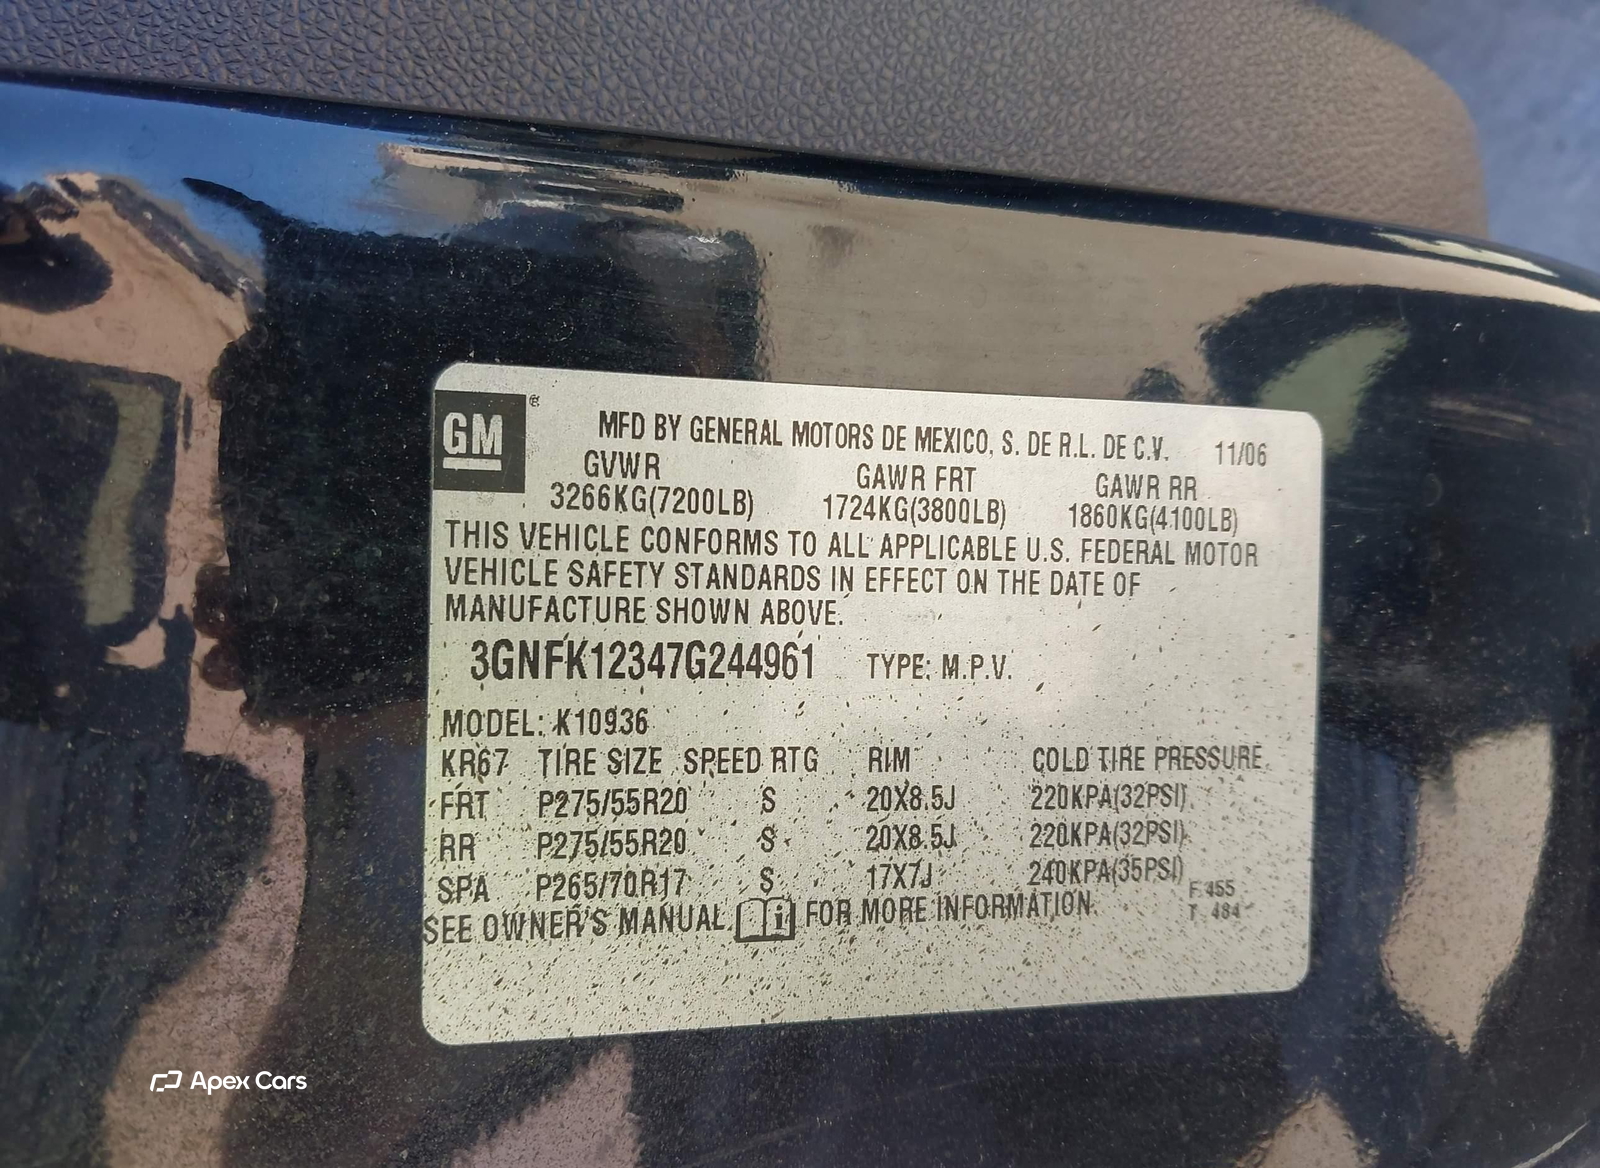 GM®
MFD BY GENERAL MOTORS DE MEXICO, S. DE R.L. DE C.V. 11/06
GVWR GAWR FRT GAWR RR
3266KG(7200LB) 1724KG(3800LB) 1860KG(4100LB)
THIS VEHICLE CONFORMS TO ALL APPLICABLE U.S. FEDERAL MOTOR
VEHICLE SAFETY STANDARDS IN EFFECT ON THE DATE OF
MANUFACTURE SHOWN ABOVE.
3GNFK12347G244961 TYPE: M.P.V.
MODEL: K10936
KR67 TIRE SIZE SPEED RTG RIM COLD TIRE PRESSURE
FRT P275/55R20 S 20X8.5J 220KPA(32PSI)
RR P275/55R20 S 20X8.5J 220KPA(32PSI)
SPA P265/70R17 S 17X7J 240KPA(35PSI)
F 455
SEE OWNER'S MANUAL i FOR MORE INFORMATION.
T 484
Apex Cars